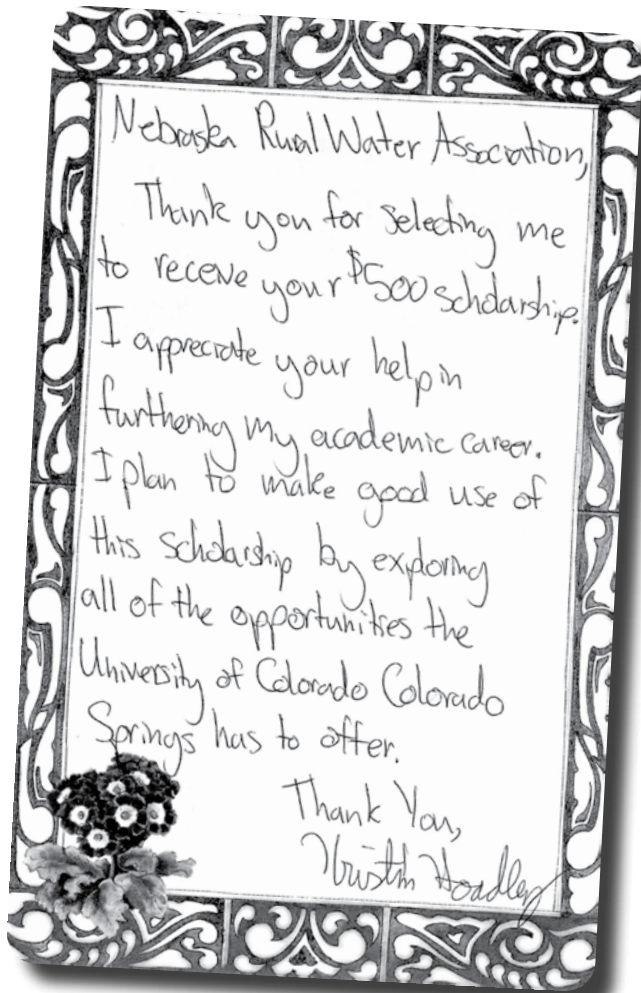 Nebraska Rural Water Association,
Thank you for selecting me
to receive your $500 scholarship.
I appreciate your help in
furthering my academic career.
I plan to make good use of
this scholarship by exploring
all of the opportunities the
University of Colorado Colorado
Springs has to offer.
Thank You,
Kristin Hoadley